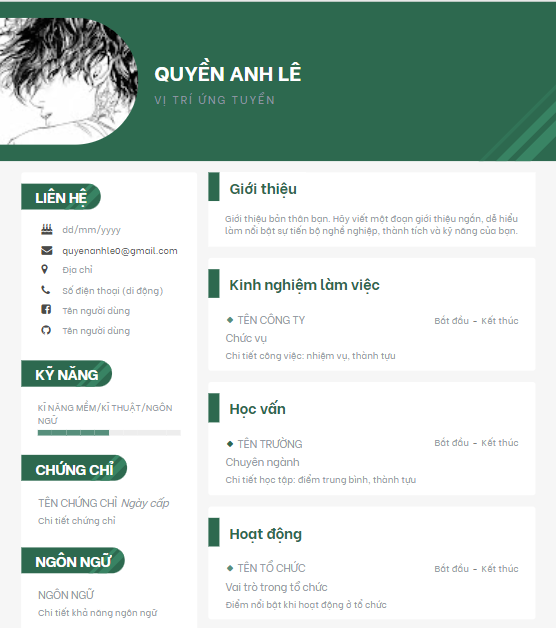 QUYỀN ANH LÊ
VỊ TRÍ ỨNG TUYỂN
LIÊN HỆ
dd/mm/yyyy
quyenanhle0@gmail.com
Địa chỉ
Số điện thoại (di động)
Tên người dùng
Tên người dùng
KỸ NĂNG
KĨ NĂNG MỀM/KĨ THUẬT/NGÔN
NGỮ
CHỨNG CHỈ
TÊN CHỨNG CHỈ Ngày cấp
Chi tiết chứng chỉ
NGÔN NGỮ
NGÔN NGỮ
Chi tiết khả năng ngôn ngữ
Giới thiệu
Giới thiệu bản thân bạn. Hãy viết một đoạn giới thiệu ngắn, dễ hiểu
làm nổi bật sự tiến bộ nghề nghiệp, thành tích và kỹ năng của bạn.
Kinh nghiệm làm việc
TÊN CÔNG TY Bắt đầu - Kết thúc
Chức vụ
Chi tiết công việc: nhiệm vụ, thành tựu
Học vấn
TÊN TRƯỜNG Bắt đầu - Kết thúc
Chuyên ngành
Chi tiết học tập: điểm trung bình, thành tựu
Hoạt động
TÊN TỔ CHỨC Bắt đầu - Kết thúc
Vai trò trong tổ chức
Điểm nổi bật khi hoạt động ở tổ chức